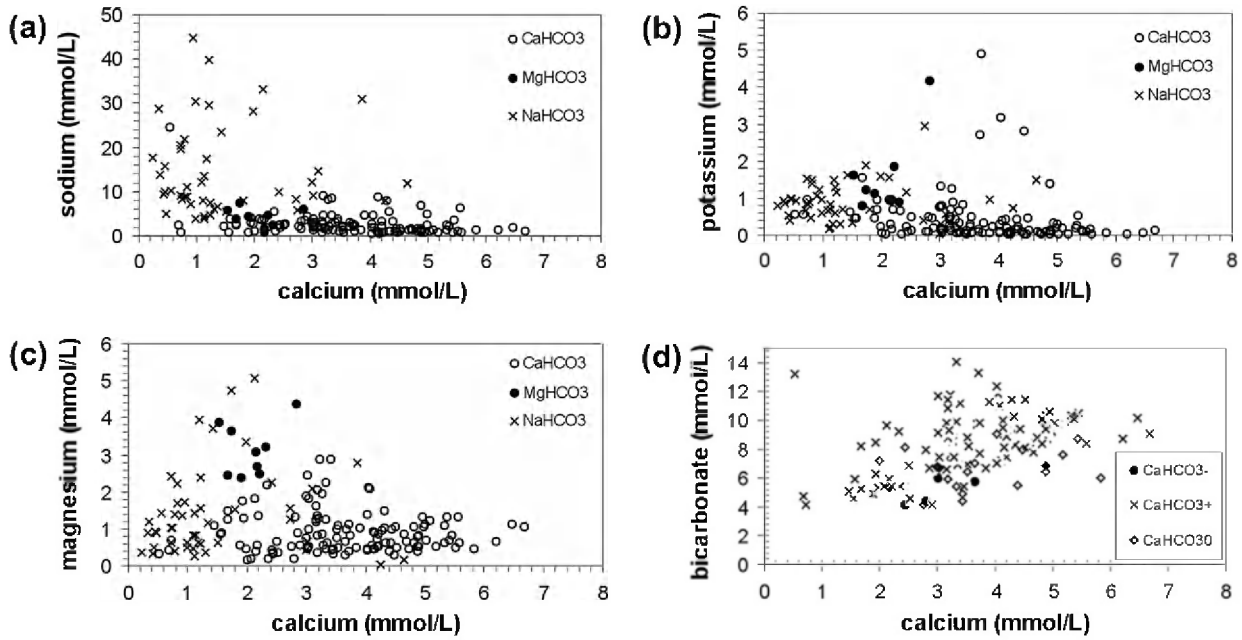 (a)
sodium (mmol/L)
50
40
30
20
10
0
0 1 2 3 4 5 6 7 8
calcium (mmol/L)
CaHCO3
MgHCO3
NaHCO3
(b)
potassium (mmol/L)
6
5
4
3
2
1
0
0 1 2 3 4 5 6 7 8
calcium (mmol/L)
CaHCO3
MgHCO3
NaHCO3
(c)
magnesium (mmol/L)
6
5
4
3
2
1
0
0 1 2 3 4 5 6 7 8
calcium (mmol/L)
CaHCO3
MgHCO3
NaHCO3
(d)
bicarbonate (mmol/L)
14
12
10
8
6
4
2
0
0 1 2 3 4 5 6 7 8
calcium (mmol/L)
CaHCO3-
CaHCO3+
CaHCO30